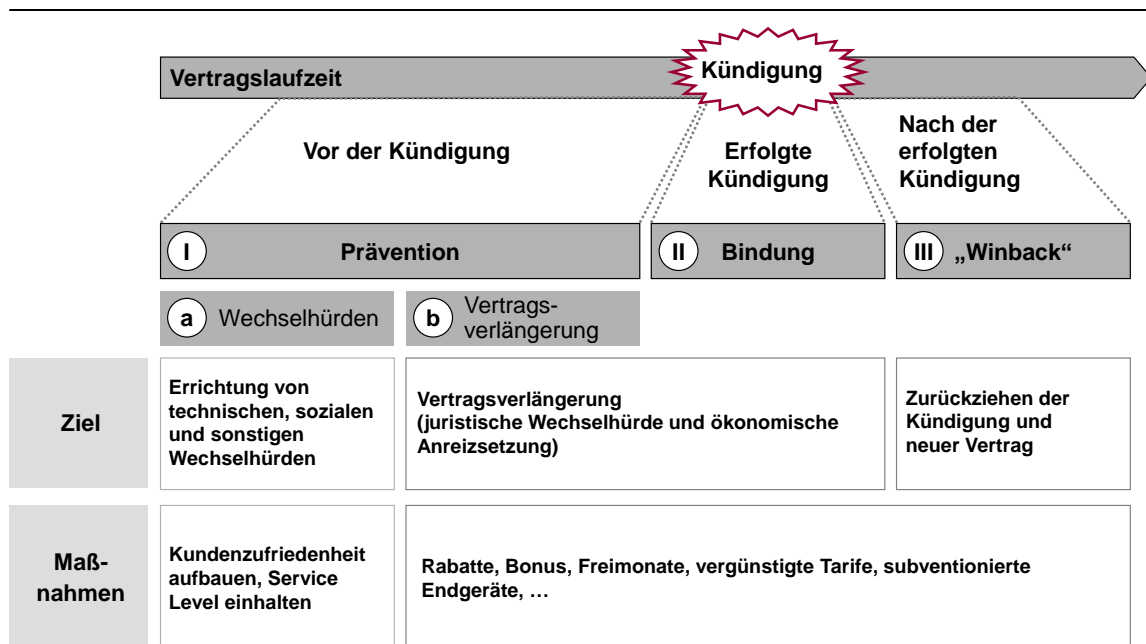 Vertragslaufzeit
Kündigung
Vor der Kündigung
Erfolgte
Kündigung
Nach der
erfolgten
Kündigung
I Prävention
II Bindung
III „Winback“
a Wechselhürden
b Vertrags-
verlängerung
Ziel
Errichtung von
technischen, sozialen
und sonstigen
Wechselhürden
Vertragsverlängerung
(juristische Wechselhürde und ökonomische
Anreizsetzung)
Zurückziehen der
Kündigung und
neuer Vertrag
Maß-
nahmen
Kundenzufriedenheit
aufbauen, Service
Level einhalten
Rabatte, Bonus, Freimonate, vergünstigte Tarife, subventionierte
Endgeräte, …